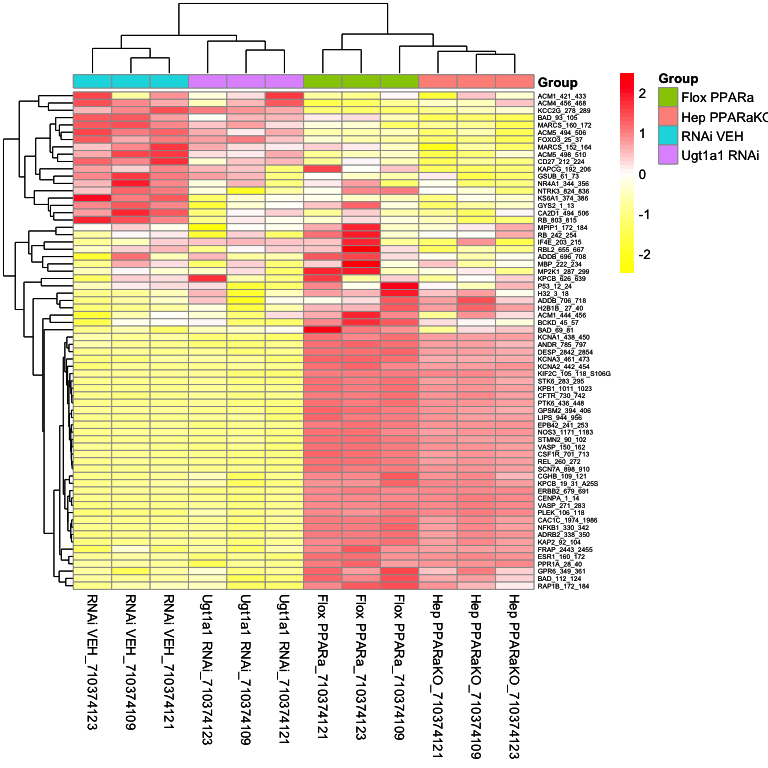 Group
ACM1_421_433
ACM4_456_468
KCC2G_278_289
BAD_93_105
MARCS_160_172
ACM5_494_506
FOXO3_25_37
MARCS_152_164
ACM5_498_510
CD27_212_224
KAPCG_192_206
GSUB_61_73
NR4A1_344_356
NTRK3_824_836
KS6A1_374_386
GYS2_1_13
CA2D1_494_506
RB_803_815
MPIP1_172_184
RB_242_254
IF4E_203_215
RBL2_655_667
ADDB_696_708
MBP_222_234
MP2K1_287_299
KPCB_626_639
P53_12_24
H32_3_18
ADDB_706_718
H2B1B_27_40
ACM1_444_456
BCKD_45_57
BAD_69_81
KCNA1_438_450
ANDR_785_797
DESP_2842_2854
KCNA3_461_473
KCNA2_442_454
KIF2C_105_118_S106G
STK6_283_295
KPB1_1011_1023
CFTR_730_742
PTK6_436_448
GPSM2_394_406
LIPS_944_956
EPB42_241_253
NOS3_1171_1183
STMN2_90_102
VASP_150_162
CSF1R_701_713
REL_260_272
SCN7A_898_910
CGHB_109_121
KPCB_19_31_A25S
ERBB2_679_691
CENPA_1_14
VASP_271_283
PLEK_106_118
CAC1C_1974_1986
NFKB1_330_342
ADRB2_338_350
KAP2_92_104
FRAP_2443_2455
ESR1_160_172
PPR1A_28_40
GPR6_349_361
BAD_112_124
RAP1B_172_184
RNAi VEH_710374123
RNAi VEH_710374109
RNAi VEH_710374121
Ugt1a1 RNAi_710374123
Ugt1a1 RNAi_710374109
Ugt1a1 RNAi_710374121
Flox PPARa_710374121
Flox PPARa_710374123
Flox PPARa_710374109
Hep PPARaKO_710374121
Hep PPARaKO_710374109
Hep PPARaKO_710374123
2
1
0
-1
-2
Group
Flox PPARa
Hep PPARaKO
RNAi VEH
Ugt1a1 RNAi